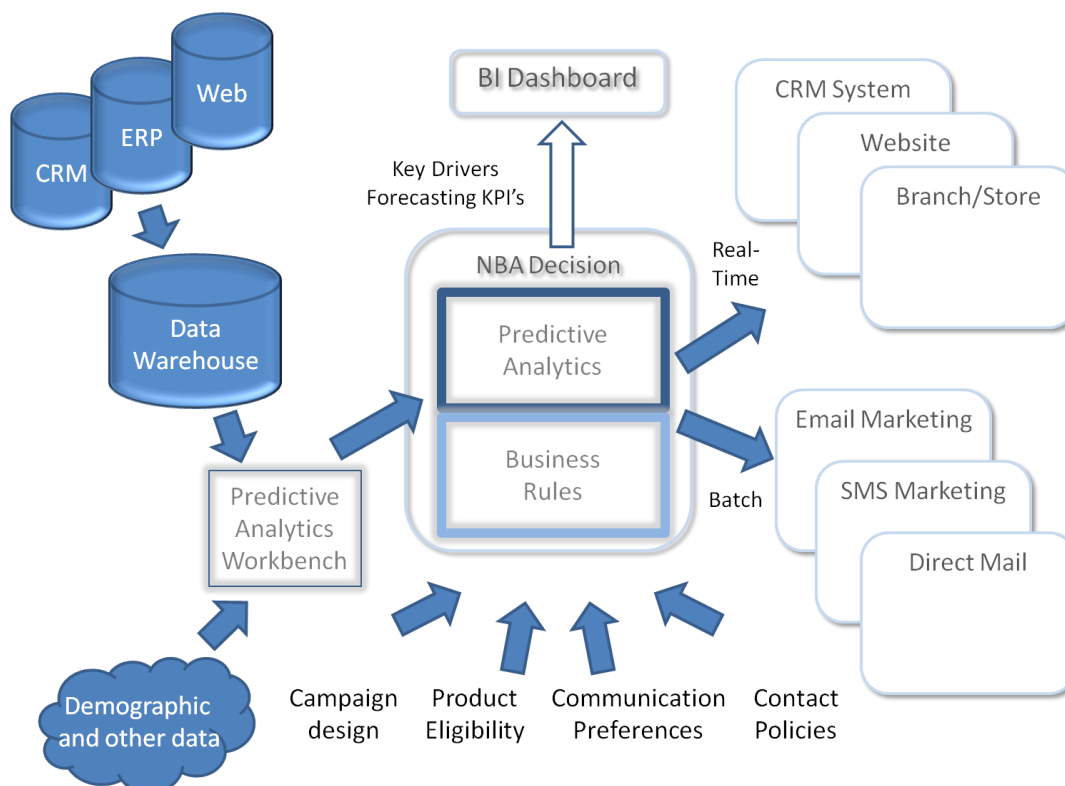 Web
ERP
CRM
Data
Warehouse
Predictive
Analytics
Workbench
Demographic
and other data
BI Dashboard
Key Drivers
Forecasting KPI's
NBA Decision
Predictive
Analytics
Business
Rules
Campaign
design
Product
Eligibility
Communication
Preferences
Contact
Policies
Real-
Time
Batch
CRM System
Website
Branch/Store
Email Marketing
SMS Marketing
Direct Mail